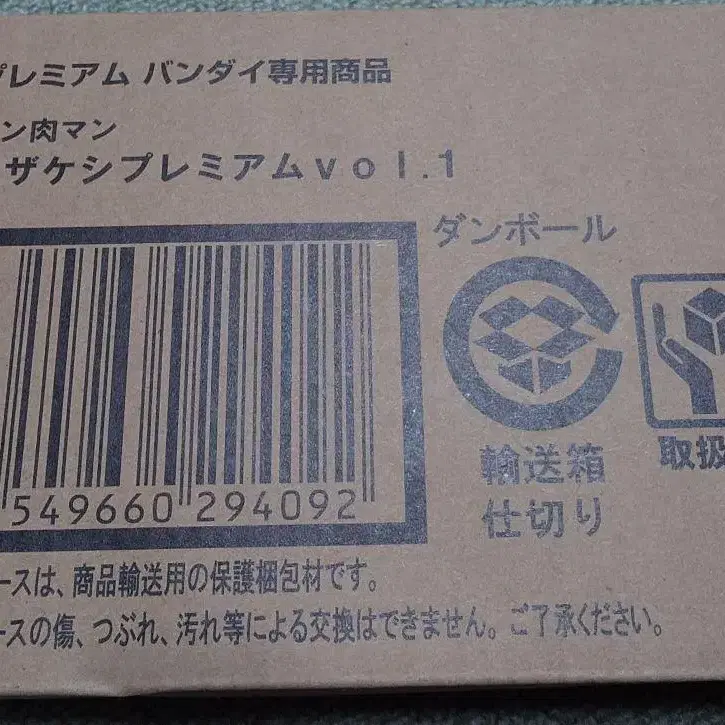 プレミアム バンダイ専用商品
ン肉マン
ザケシプレミアムvol.1
ダンボール
輸送箱
仕切り
取扱
549660 294092
ースは、商品輸送用の保護梱包材です。
ースの傷、つぶれ、汚れ等による交換はできません。ご了承ください。